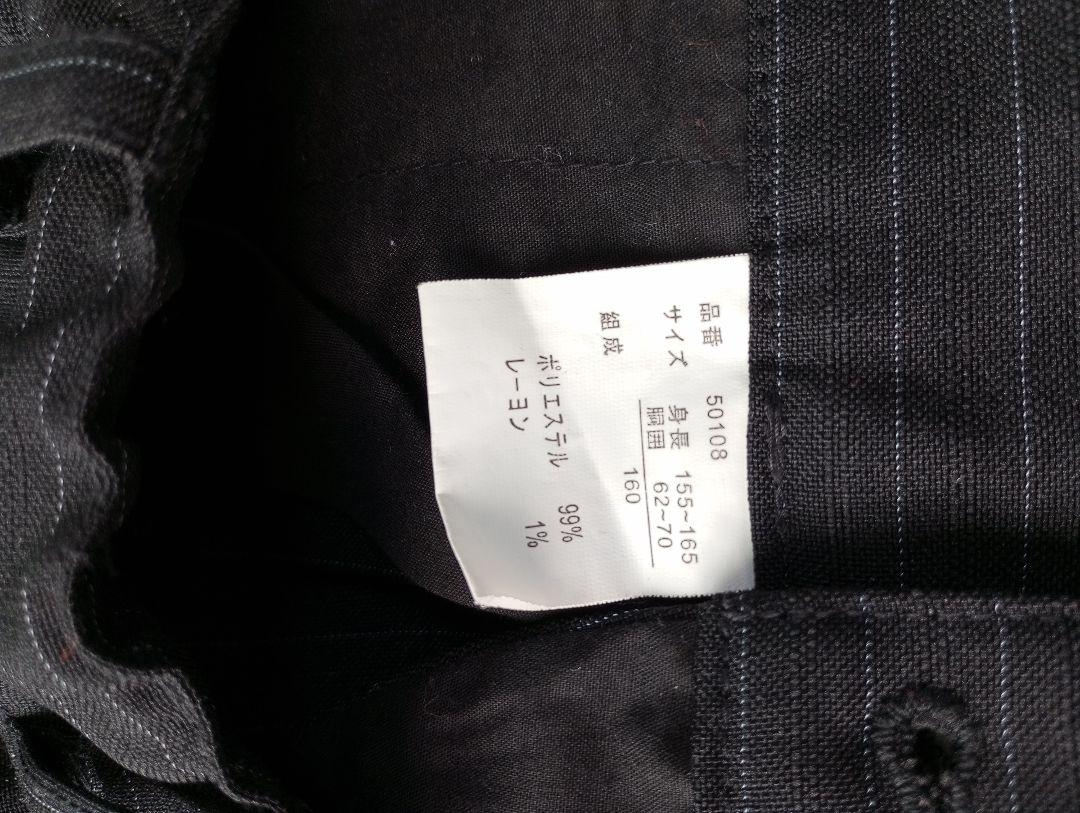 品番 50108
サイズ 身長 155~165
胴囲 62~70
160
組成
ポリエステル 99%
レーヨン 1%